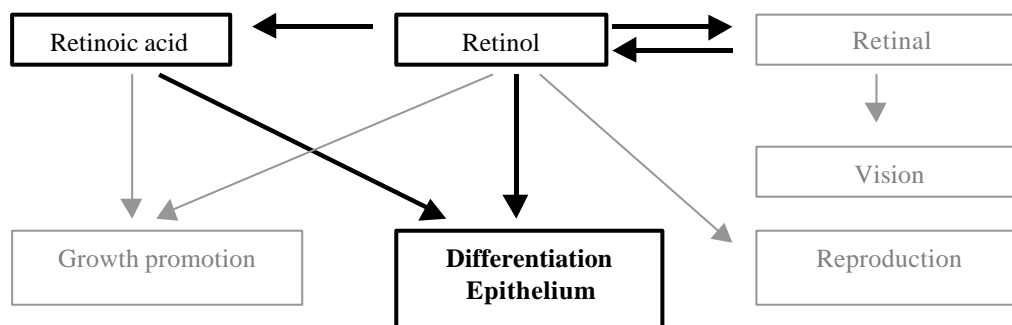 Retinoic acid
Retinol
Retinal
Vision
Growth promotion
Differentiation
Epithelium
Reproduction